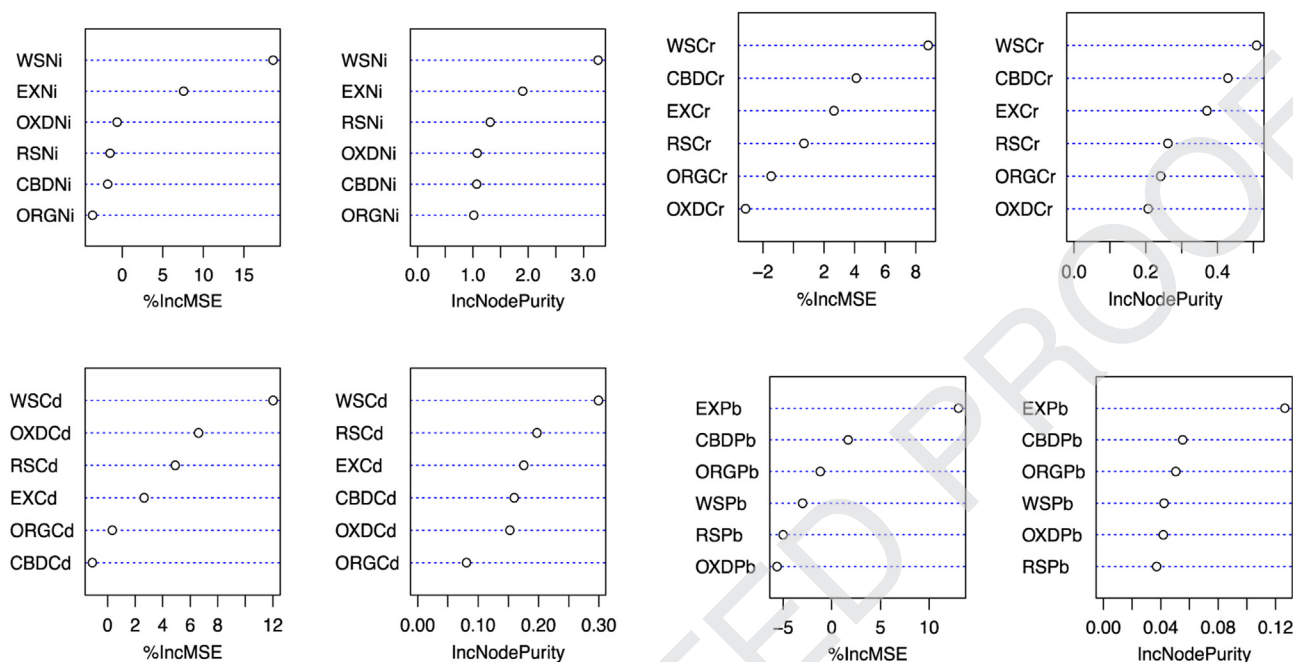 WSNi
EXNi
OXDNi
RSNi
CBDNi
ORGNi
0 5 10 15
%IncMSE
WSNi
EXNi
RSNi
OXDNi
CBDNi
ORGNi
0.0 1.0 2.0 3.0
IncNodePurity
WSCr
CBDCr
EXCr
RSCr
ORGCr
OXDCr
−2 2 4 6 8
%IncMSE
WSCr
CBDCr
EXCr
RSCr
ORGCr
OXDCr
0.0 0.2 0.4
IncNodePurity
WSCd
OXDCd
RSCd
EXCd
ORGCd
CBDCd
0 2 4 6 8 12
%IncMSE
WSCd
RSCd
EXCd
CBDCd
OXDCd
ORGCd
0.00 0.10 0.20 0.30
IncNodePurity
EXPb
CBDPb
ORGPb
WSPb
RSPb
OXDPb
−5 0 5 10
%IncMSE
EXPb
CBDPb
ORGPb
WSPb
OXDPb
RSPb
0.00 0.04 0.08 0.12
IncNodePurity
TED PROOF